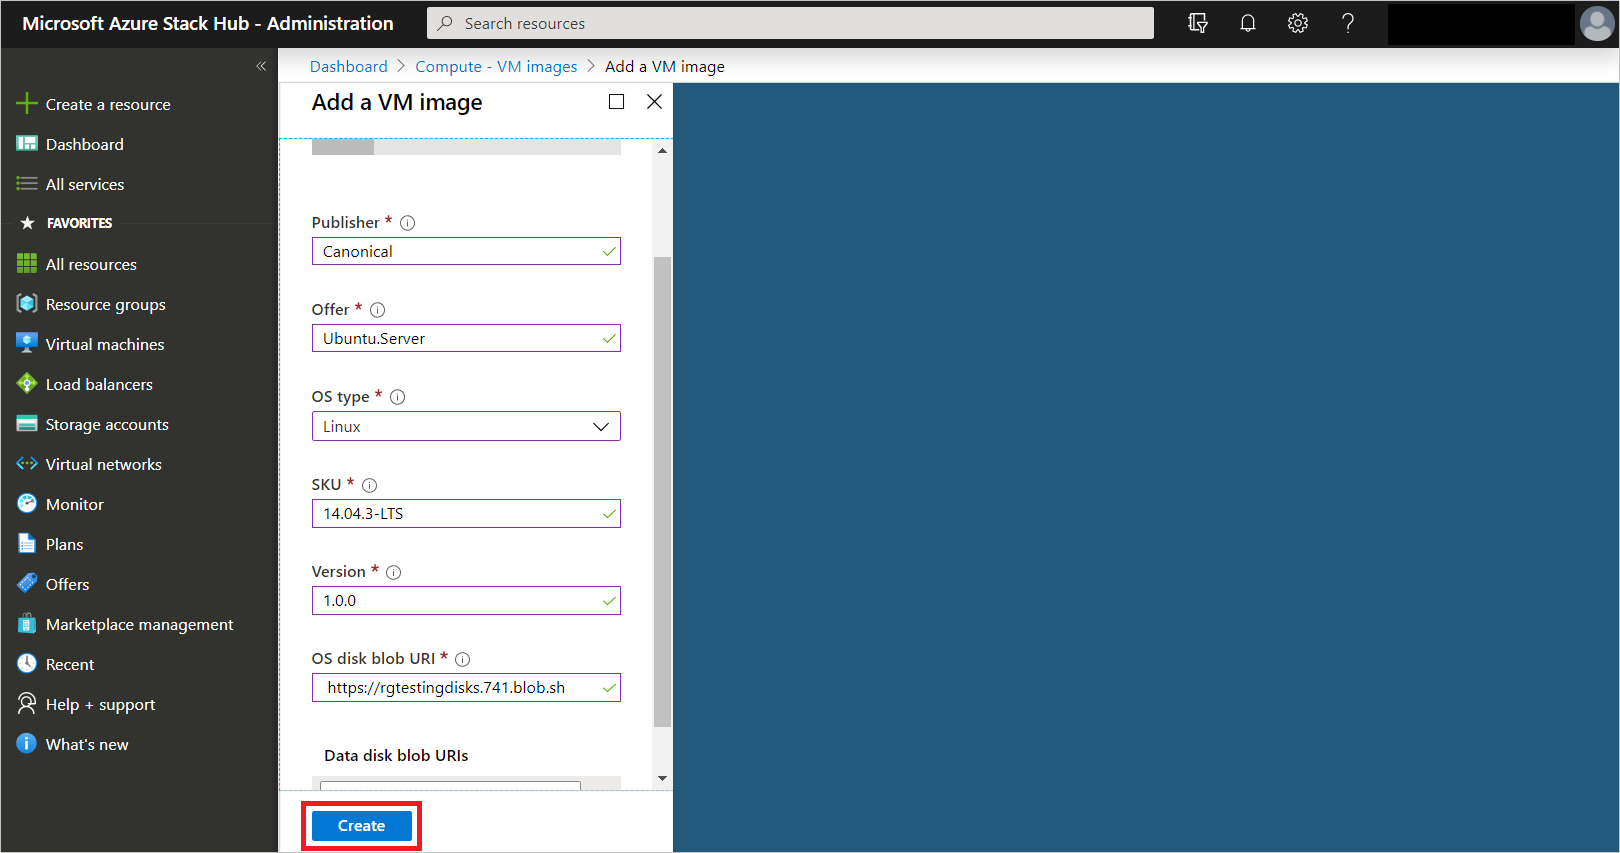 Microsoft Azure Stack Hub - Administration
Search resources
Dashboard > Compute - VM images > Add a VM image
Create a resource
Dashboard
All services
FAVORITES
All resources
Resource groups
Virtual machines
Load balancers
Storage accounts
Virtual networks
Monitor
Plans
Offers
Marketplace management
Recent
Help + support
What's new
Add a VM image
Publisher *
Canonical
Offer *
Ubuntu.Server
OS type *
Linux
SKU *
14.04.3-LTS
Version *
1.0.0
OS disk blob URI *
https://rgtestingdisks.741.blob.sh
Data disk blob URIs
Create